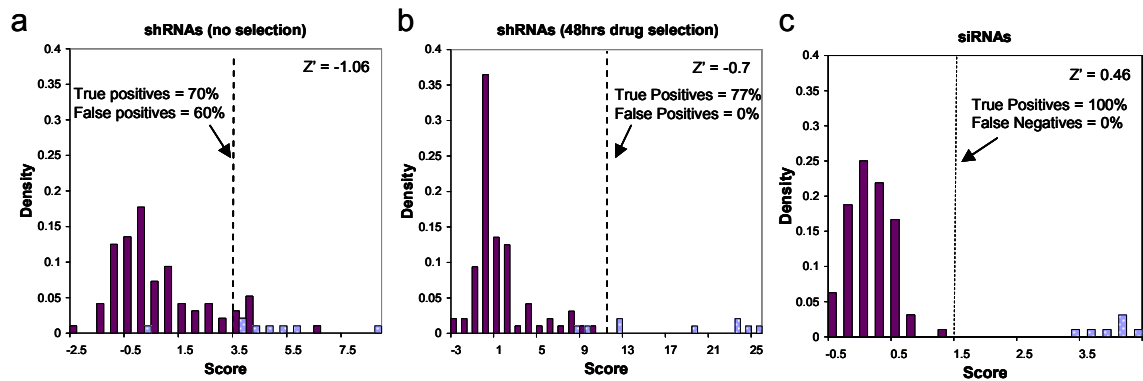 a
shRNAs (no selection)
0.4
0.35
0.3
0.25
0.2
0.15
0.1
0.05
0
Density
Z' = -1.06
True positives = 70%
False positives = 60%
-2.5 -0.5 1.5 3.5 5.5 7.5
Score
b
shRNAs (48hrs drug selection)
0.4
0.35
0.3
0.25
0.2
0.15
0.1
0.05
0
Density
Z' = -0.7
True Positives = 77%
False Positives = 0%
-3 1 5 9 13 17 21 25
Score
c
siRNAs
0.4
0.35
0.3
0.25
0.2
0.15
0.1
0.05
0
Density
Z' = 0.46
True Positives = 100%
False Negatives = 0%
-0.5 0.5 1.5 2.5 3.5 4.5
Score